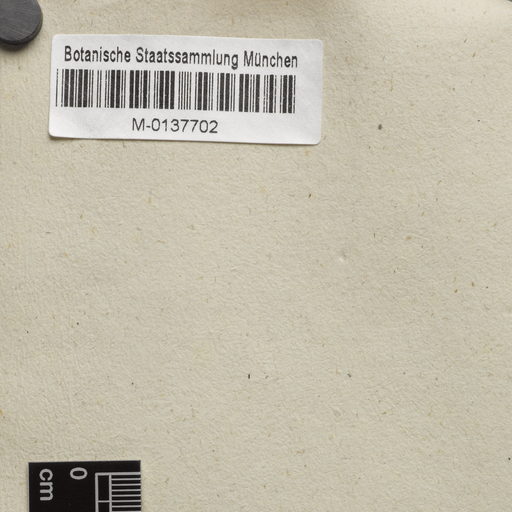 Botanische Staatssammlung München
M-0137702
0
cm